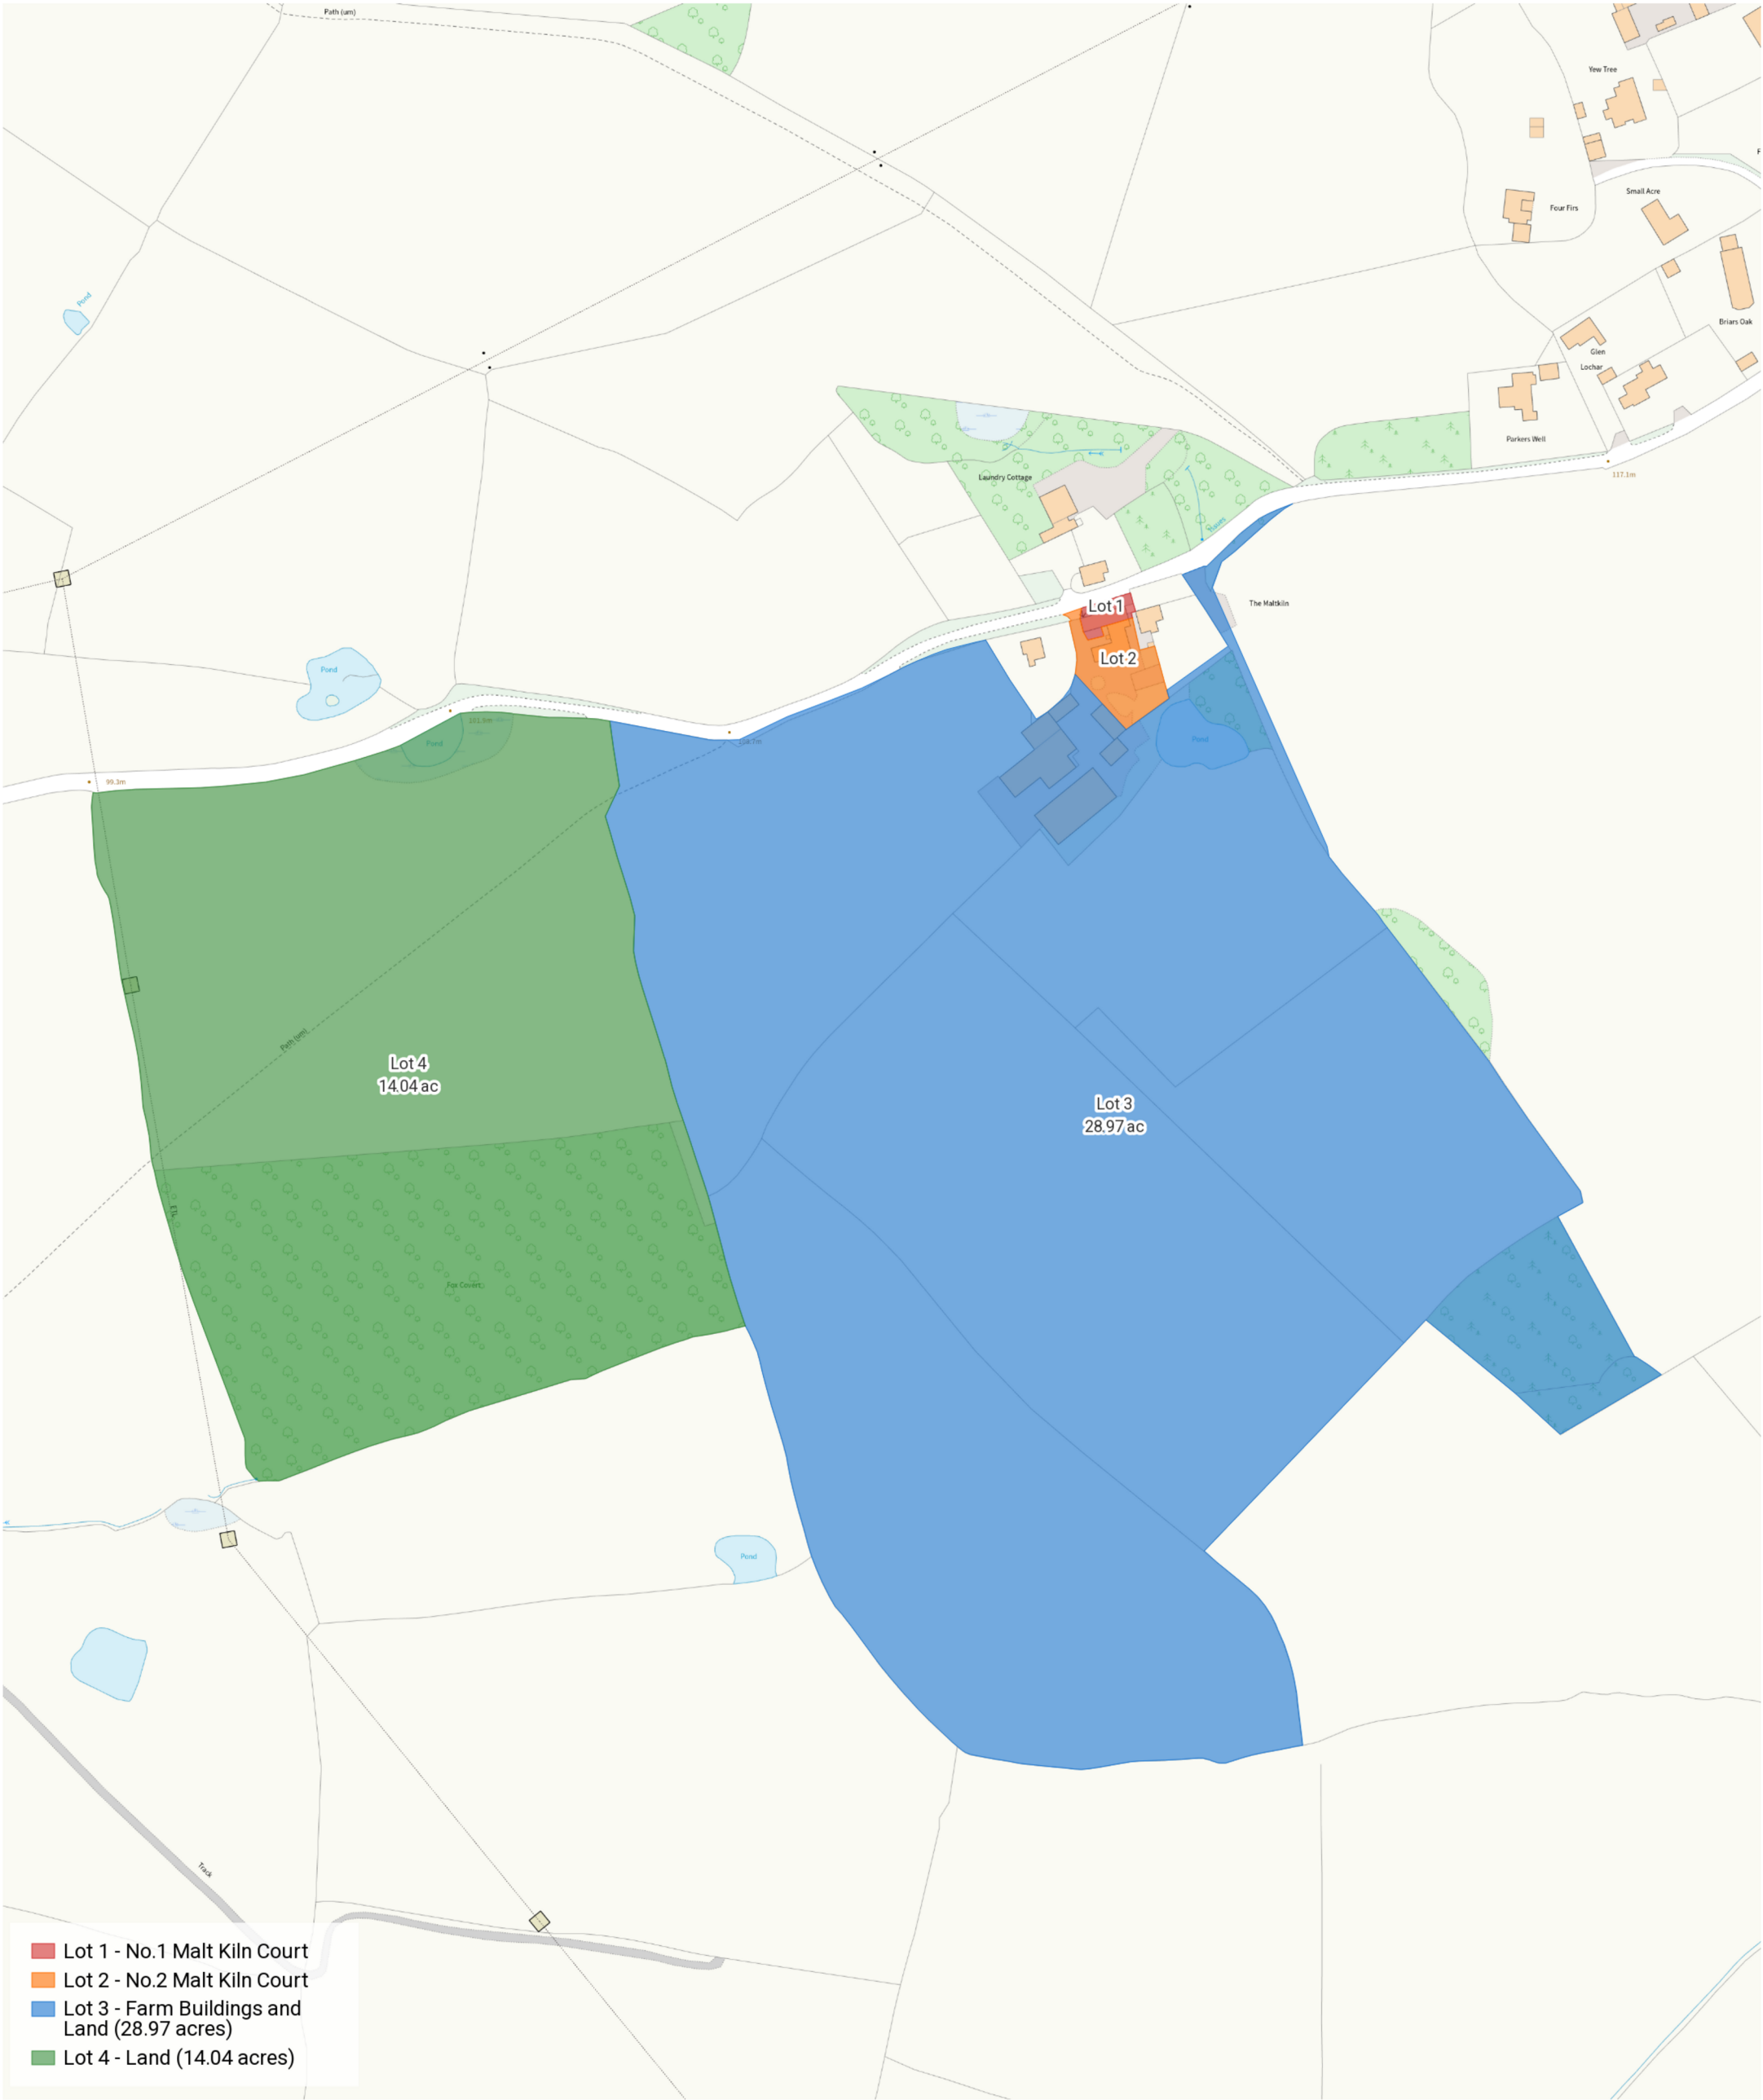 Path (um)
Yew Tree
Small Acre
Four Firs
Pond
Briars Oak
Glen
Lochar
Parkers Well
117.1m
Laundry Cottage
Issues
The Maltkiln
Lot 1
Lot 2
Pond
Pond
Pond
99.3m
Path (um)
Lot 4
14.04 ac
Lot 3
28.97 ac
ETL
Fox Covert
Pond
Track
Lot 1 - No.1 Malt Kiln Court
Lot 2 - No.2 Malt Kiln Court
Lot 3 - Farm Buildings and
Land (28.97 acres)
Lot 4 - Land (14.04 acres)